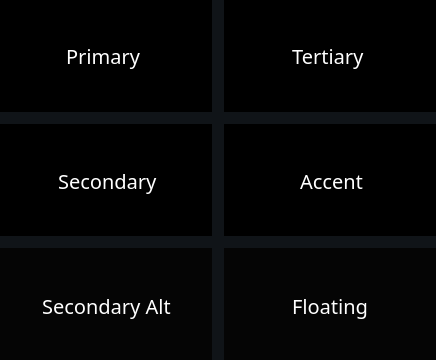 Primary
Tertiary
Secondary
Accent
Secondary Alt
Floating